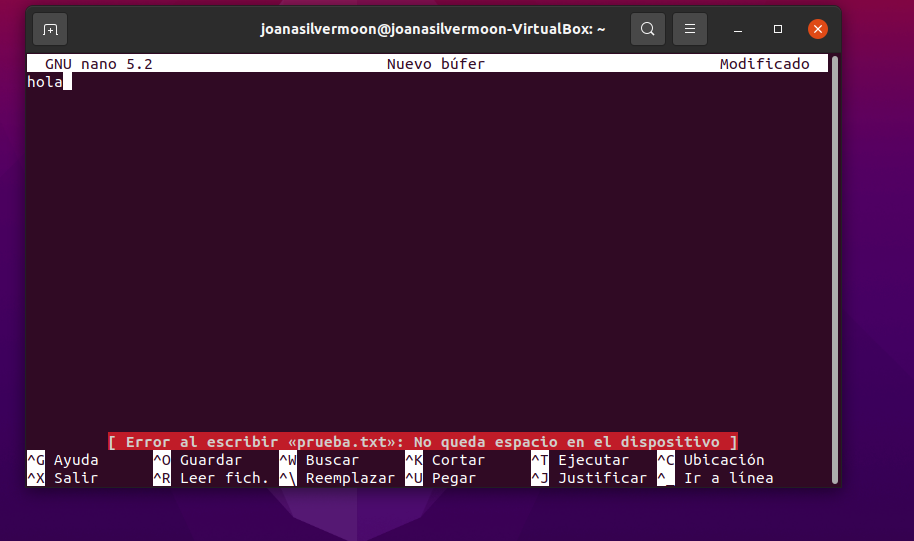 joanasilvermoon@joanasilvermoon-VirtualBox: ~
GNU nano 5.2 Nuevo búfer Modificado
hola
[ Error al escribir «prueba.txt»: No queda espacio en el dispositivo ]
^G Ayuda ^O Guardar ^W Buscar ^K Cortar ^T Ejecutar ^C Ubicación
^X Salir ^R Leer fich. ^\ Reemplazar ^U Pegar ^J Justificar ^_ Ir a línea